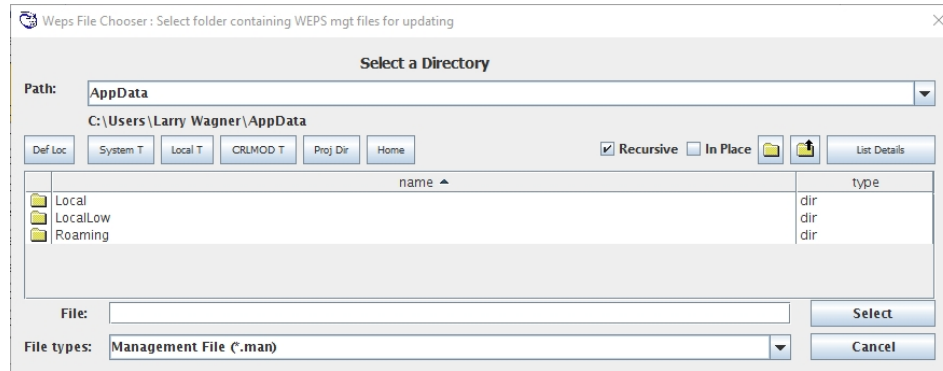 Weps File Chooser : Select folder containing WEPS mgt files for updating
Select a Directory
Path: AppData
C:\Users\Larry Wagner\AppData
Def Loc System T Local T CRLMOD T Proj Dir Home Recursive In Place List Details
name type
Local dir
LocalLow dir
Roaming dir
File: Select
File types: Management File (*.man) Cancel